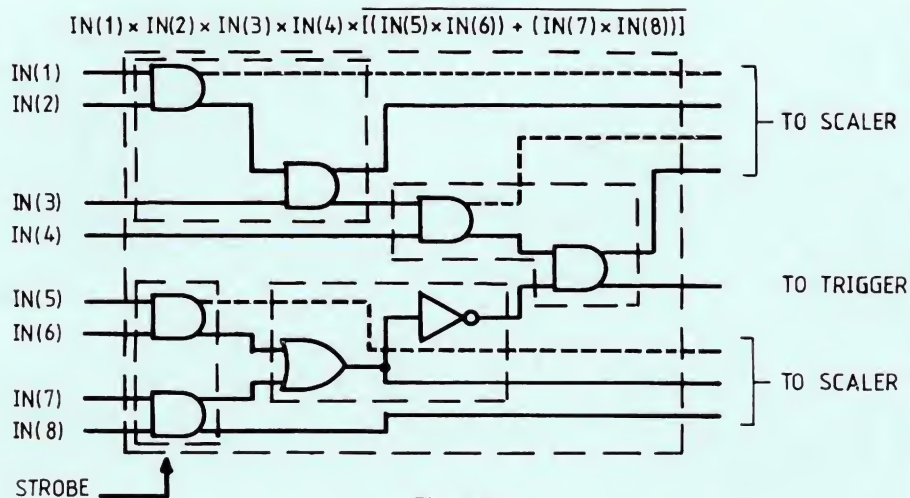 IN(1) × IN(2) × IN(3) × IN(4) × [((IN(5)×IN(6)) + (IN(7)×IN(8))]
IN(1)
IN(2)
TO SCALER
IN(3)
IN(4)
IN(5)
TO TRIGGER
IN(6)
IN(7)
TO SCALER
IN(8)
STROBE